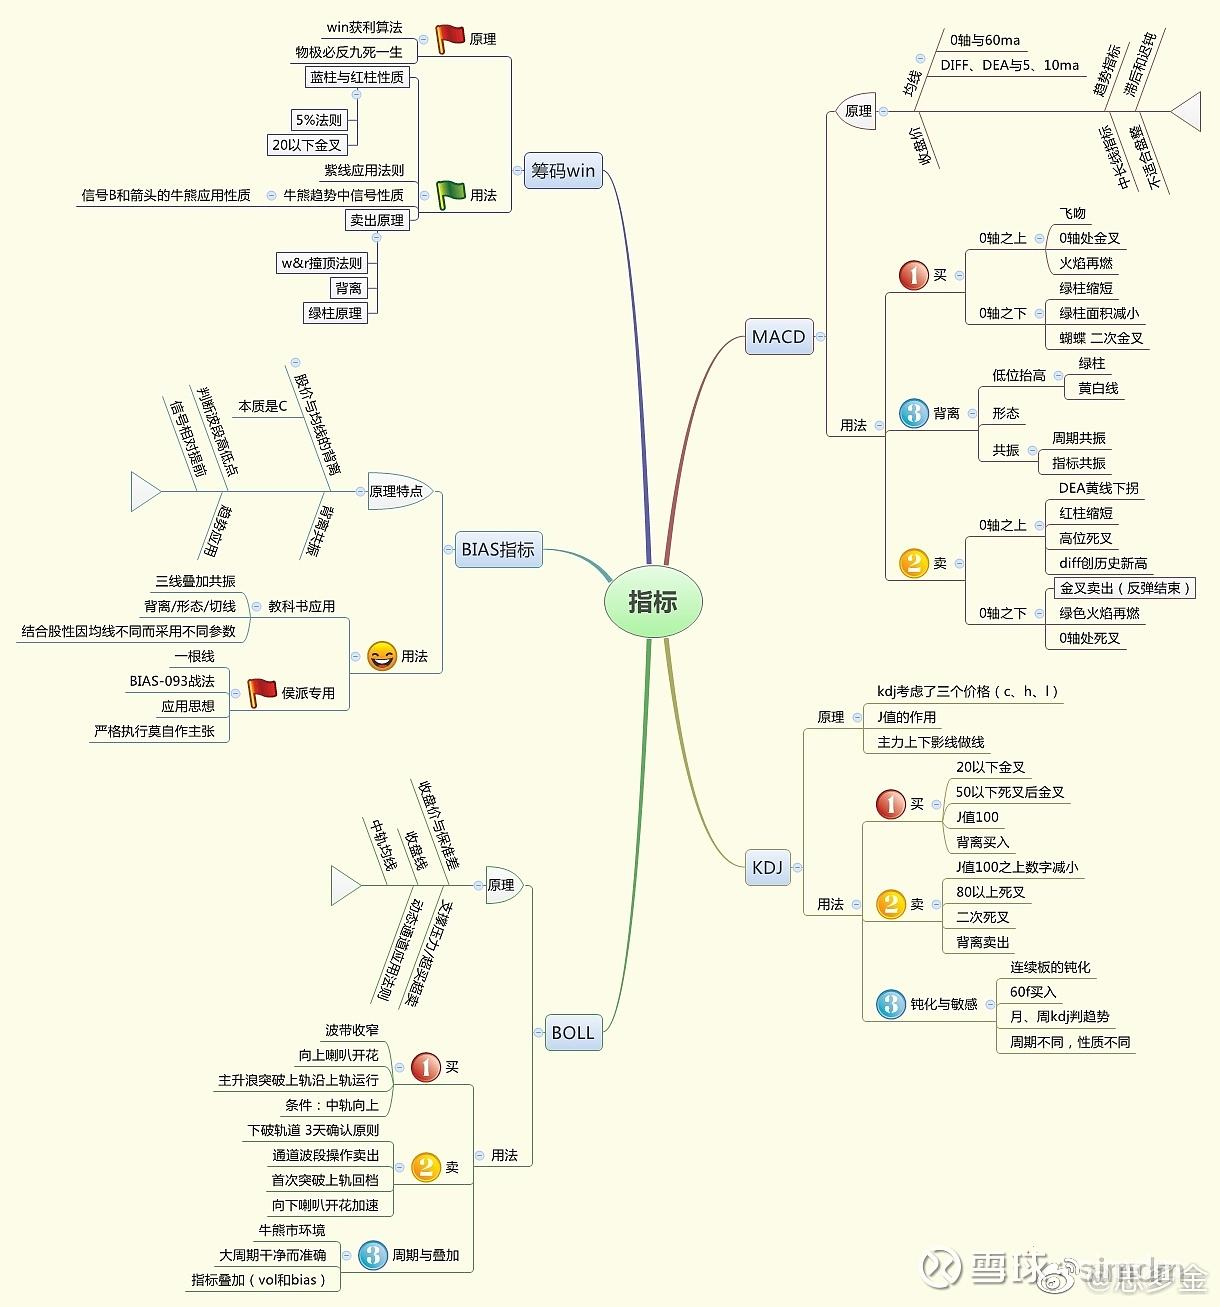 指标
筹码win
原理
win获利算法
物极必反九死一生
用法
蓝柱与红柱性质
5%法则
20以下金叉
紫线应用法则
牛熊趋势中信号性质
信号B和箭头的牛熊应用性质
卖出原理
w&r撞顶法则
背离
绿柱原理
MACD
原理
均线
0轴与60ma
DIFF、DEA与5、10ma
收盘价
趋势指标
滞后和迟钝
中长线指标
不适合盘整
用法
1
买
0轴之上
飞吻
0轴处金叉
火焰再燃
0轴之下
绿柱缩短
绿柱面积减小
蝴蝶 二次金叉
3
背离
低位抬高
绿柱
黄白线
形态
共振
周期共振
指标共振
2
卖
0轴之上
DEA黄线下拐
红柱缩短
高位死叉
diff创历史新高
0轴之下
金叉卖出（反弹结束）
绿色火焰再燃
0轴处死叉
BIAS指标
原理特点
股价与均线的背离
本质是C
判断波段高低点
信号相对提前
趋势应用
背离共振
用法
教科书应用
三线叠加共振
背离/形态/切线
结合股性因均线不同而采用不同参数
侯派专用
一根线
BIAS-093战法
应用思想
严格执行莫自作主张
KDJ
原理
kdj考虑了三个价格（c、h、l）
J值的作用
主力上下影线做线
用法
1
买
20以下金叉
50以下死叉后金叉
J值100
背离买入
2
卖
J值100之上数字减小
80以上死叉
二次死叉
背离卖出
3
钝化与敏感
连续板的钝化
60f买入
月、周kdj判趋势
周期不同，性质不同
BOLL
原理
收盘价与保准差
收盘线
中轨均线
支撑压力/超买超卖
动态通道应用法则
用法
1
买
波带收窄
向上喇叭开花
主升浪突破上轨沿上轨运行
条件：中轨向上
2
卖
下破轨道 3天确认原则
通道波段操作卖出
首次突破上轨回档
向下喇叭开花加速
3
周期与叠加
牛熊市环境
大周期干净而准确
指标叠加（vol和bias）
雪球
@思多金